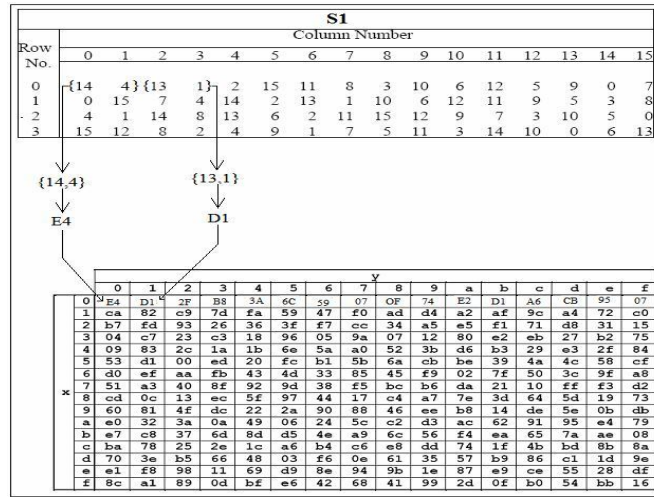 S1
Column Number
Row No. 0 1 2 3 4 5 6 7 8 9 10 11 12 13 14 15
0 {14 4} {13 1} 2 15 11 8 3 10 6 12 5 9 0 7
1 0 15 7 4 14 2 13 1 10 6 12 11 9 5 3 8
2 4 1 14 8 13 6 2 11 15 12 9 7 3 10 5 0
3 15 12 8 2 4 9 1 7 5 11 3 14 10 0 6 13
{14,4} {13,1}
E4 D1
y
0 1 2 3 4 5 6 7 8 9 a b c d e f
0 E4 D1 2F B8 3A 6C 59 07 OF 74 E2 D1 A6 CB 95 07
1 ca 82 c9 7d fa 59 47 f0 ad d4 a2 af 9c a4 72 c0
2 b7 fd 93 26 36 3f f7 cc 34 a5 e5 f1 71 d8 31 15
3 04 c7 23 c3 18 96 05 9a 07 12 80 e2 eb 27 b2 75
4 09 83 2c 1a 1b 6e 5a a0 52 3b d6 b3 29 e3 2f 84
5 53 d1 00 ed 20 fc b1 5b 6a cb be 39 4a 4c 58 cf
6 d0 ef aa fb 43 4d 33 85 45 f9 02 7f 50 3c 9f a8
x 7 51 a3 40 8f 92 9d 38 f5 bc b6 da 21 10 ff f3 d2
8 cd 0c 13 ec 5f 97 44 17 c4 a7 7e 3d 64 5d 19 73
9 60 81 4f dc 22 2a 90 88 46 ee b8 14 de 5e 0b db
a e0 32 3a 0a 49 06 24 5c c2 d3 ac 62 91 95 e4 79
b e7 c8 37 6d 8d d5 4e a9 6c 56 f4 ea 65 7a ae 08
c ba 78 25 2e 1c a6 b4 c6 e8 dd 74 1f 4b bd 8b 8a
d 70 3e b5 66 48 03 f6 0e 61 35 57 b9 86 c1 1d 9e
e e1 f8 98 11 69 d9 8e 94 9b 1e 87 e9 ce 55 28 df
f 8c a1 89 0d bf e6 42 68 41 99 2d 0f b0 54 bb 16